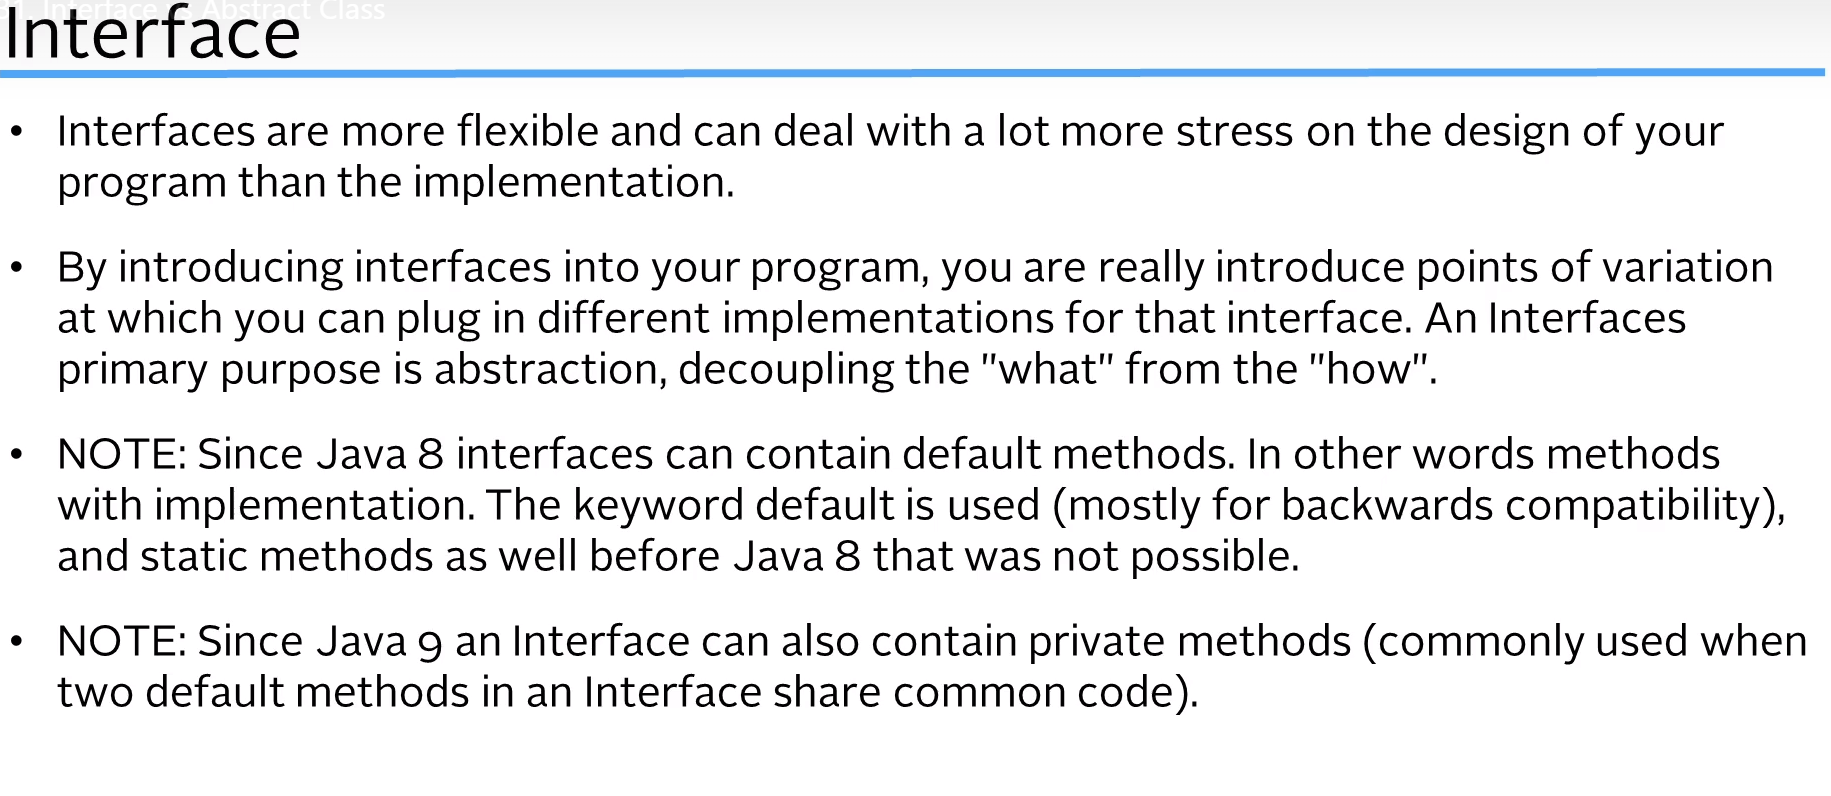 Interface vs Abstract Class
Interface
• Interfaces are more flexible and can deal with a lot more stress on the design of your
program than the implementation.
• By introducing interfaces into your program, you are really introduce points of variation
at which you can plug in different implementations for that interface. An Interfaces
primary purpose is abstraction, decoupling the "what" from the "how".
• NOTE: Since Java 8 interfaces can contain default methods. In other words methods
with implementation. The keyword default is used (mostly for backwards compatibility),
and static methods as well before Java 8 that was not possible.
• NOTE: Since Java 9 an Interface can also contain private methods (commonly used when
two default methods in an Interface share common code).